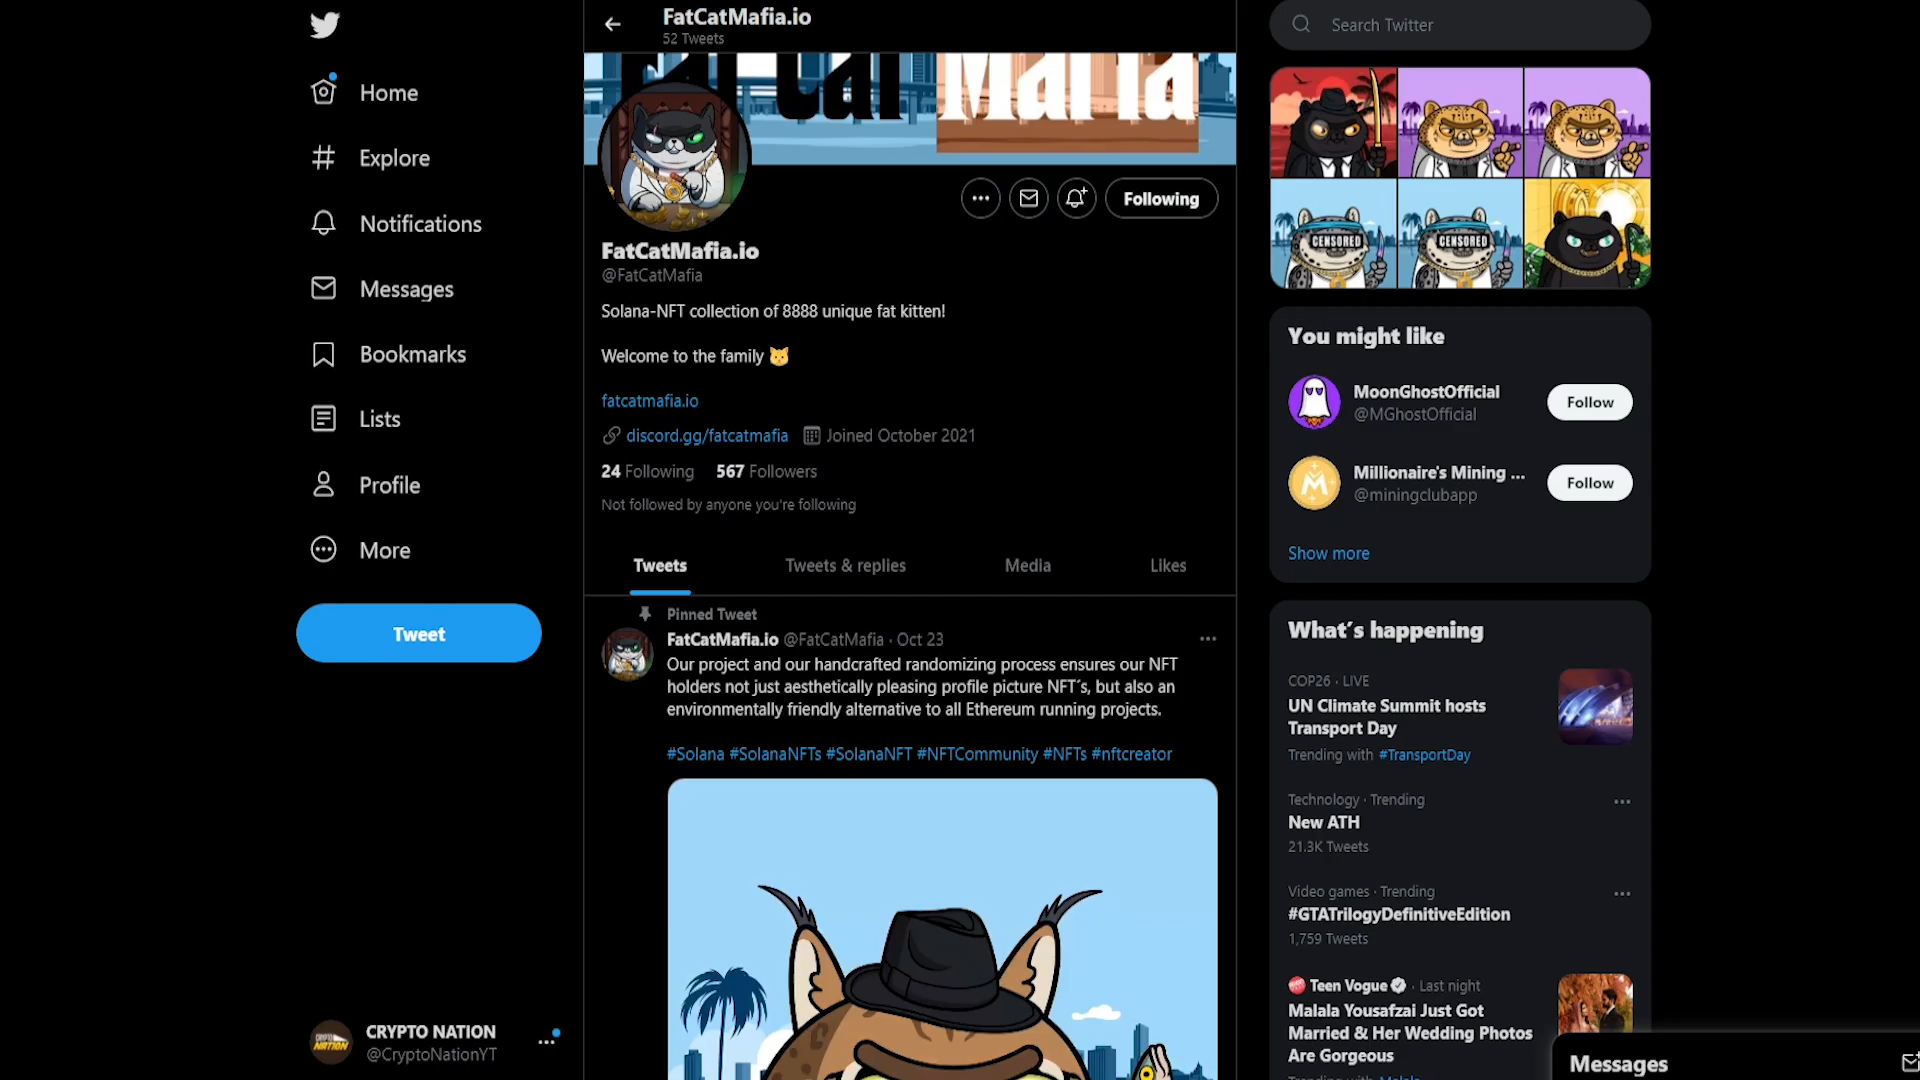 FatCatMafia.io
52 Tweets
Search Twitter
Home
Explore
Notifications
Messages
Bookmarks
Lists
Profile
More
Tweet
CRYPTO NATION
@CryptoNationYT
Fat Cat Mafia
Following
FatCatMafia.io
@FatCatMafia
Solana-NFT collection of 8888 unique fat kitten!
Welcome to the family
fatcatmafia.io
discord.gg/fatcatmafia Joined October 2021
24 Following 567 Followers
Not followed by anyone you're following
Tweets Tweets & replies Media Likes
Pinned Tweet
FatCatMafia.io @FatCatMafia · Oct 23
Our project and our handcrafted randomizing process ensures our NFT
holders not just aesthetically pleasing profile picture NFT´s, but also an
environmentally friendly alternative to all Ethereum running projects.
#Solana #SolanaNFTs #SolanaNFT #NFTCommunity #NFTs #nftcreator
CENSORED
CENSORED
You might like
MoonGhostOfficial
@MGhostOfficial
Follow
Millionaire's Mining ...
@miningclubapp
Follow
Show more
What's happening
COP26 · LIVE
UN Climate Summit hosts
Transport Day
Trending with #TransportDay
Technology · Trending
New ATH
21.3K Tweets
Video games · Trending
#GTATrilogyDefinitiveEdition
1,759 Tweets
Teen Vogue · Last night
Malala Yousafzai Just Got
Married & Her Wedding Photos
Are Gorgeous
Trending with Malala
Messages